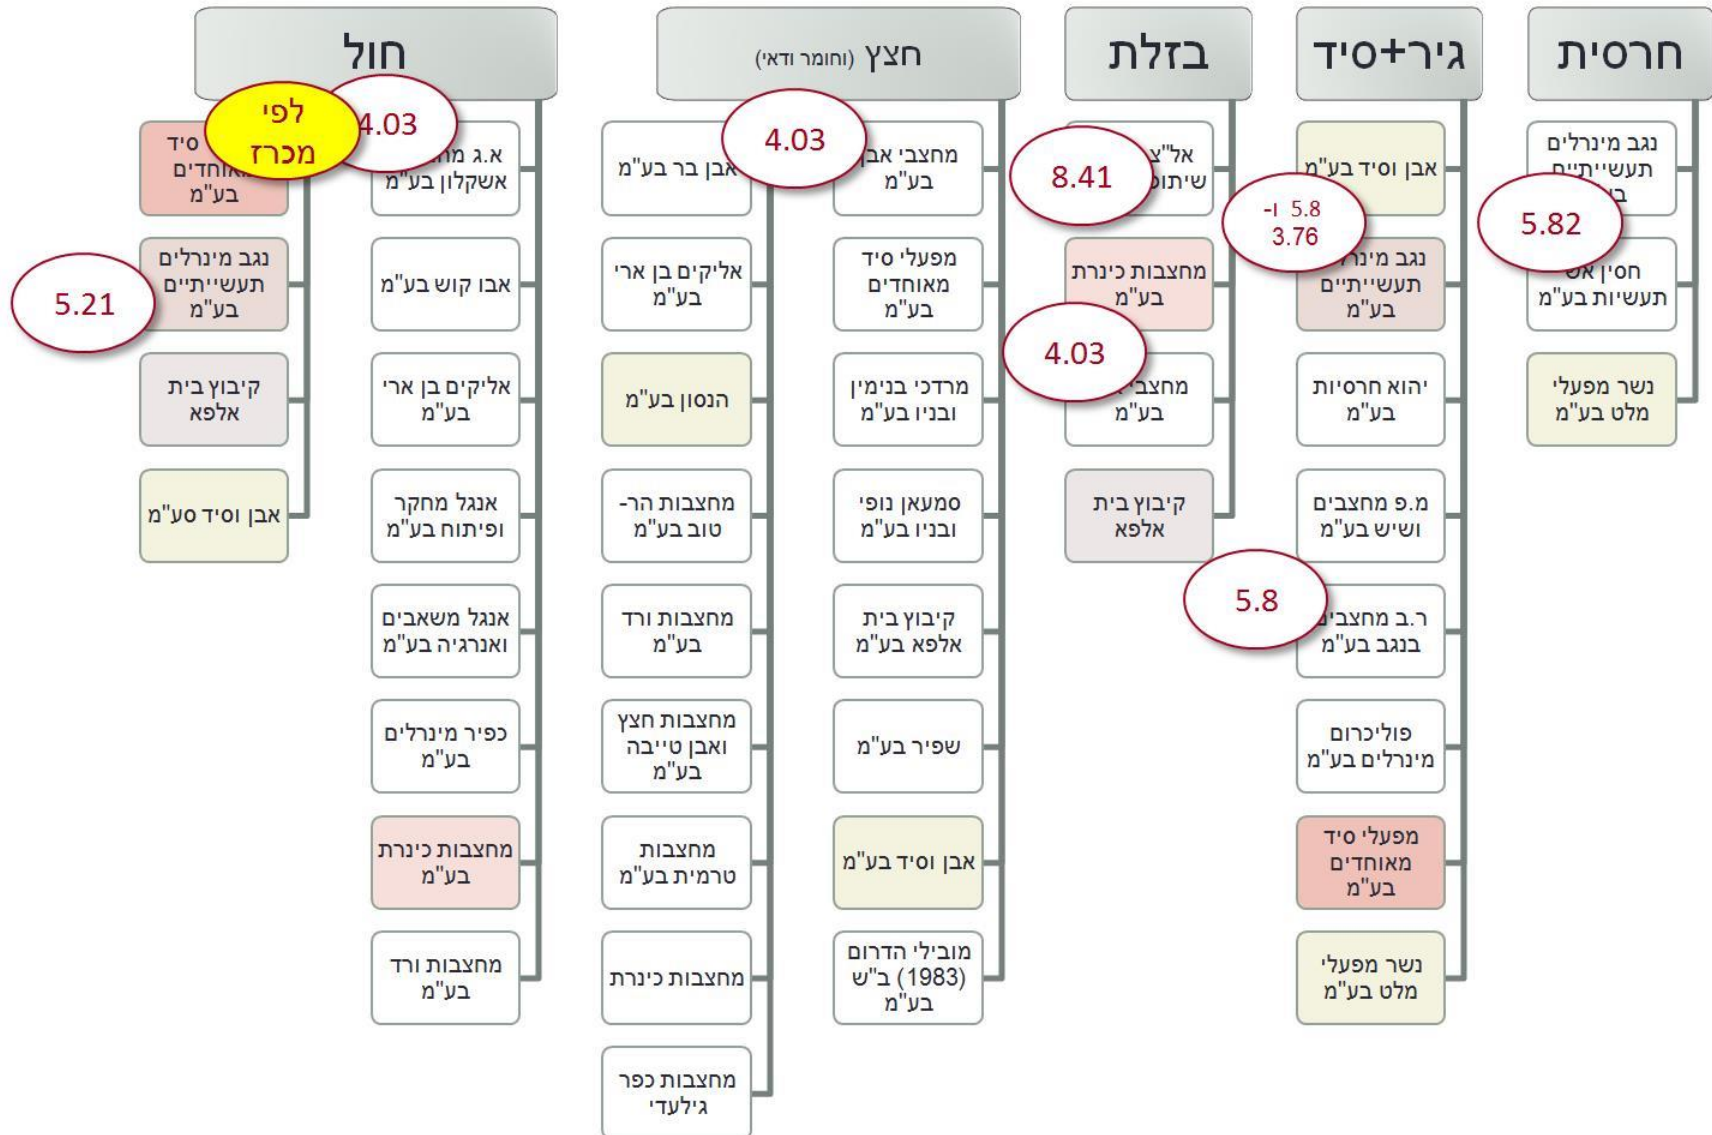 חרסית
נגב מינרלים
תעשייתיים
חסין אש
תעשיות בע"מ
5.82
נשר מפעלי
מלט בע"מ
גיר+סיד
אבן וסיד בע"מ
5.8 ו-
3.76
נגב
תעשייתיים
בע"מ
יהוא חרסיות
בע"מ
מ.פ מחצבים
ושיש בע"מ
5.8
ר.ב מחצבים
בנגב בע"מ
פוליכרום
מינרלים בע"מ
מפעלי סיד
מאוחדים
בע"מ
נשר מפעלי
מלט בע"מ
בזלת
8.41
מחצבות כינרת
בע"מ
4.03
בע"מ
קיבוץ בית
אלפא
חצץ (וחומר ודאי)
4.03
מחצבי אבן
בע"מ
מפעלי סיד
מאוחדים
בע"מ
מרדכי בנימין
ובניו בע"מ
סמעאן נופי
ובניו בע"מ
קיבוץ בית
אלפא בע"מ
שפיר בע"מ
אבן וסיד בע"מ
מובילי הדרום
(1983) ב"ש
בע"מ
אבן בר בע"מ
אליקים בן ארי
בע"מ
הנסון בע"מ
מחצבות הר-
טוב בע"מ
מחצבות ורד
בע"מ
מחצבות חצץ
ואבן טייבה
בע"מ
מחצבות
טרמית בע"מ
מחצבות כינרת
מחצבות כפר
גילעדי
חול
4.03
א.ג
אשקלון בע"מ
אבו קוש בע"מ
אליקים בן ארי
בע"מ
אנגל מחקר
ופיתוח בע"מ
אנגל משאבים
ואנרגיה בע"מ
כפיר מינרלים
בע"מ
מחצבות כינרת
בע"מ
מחצבות ורד
בע"מ
לפי
מכרז
סיד
מאוחדים
בע"מ
5.21
נגב מינרלים
תעשייתיים
בע"מ
קיבוץ בית
אלפא
אבן וסיד סע"מ